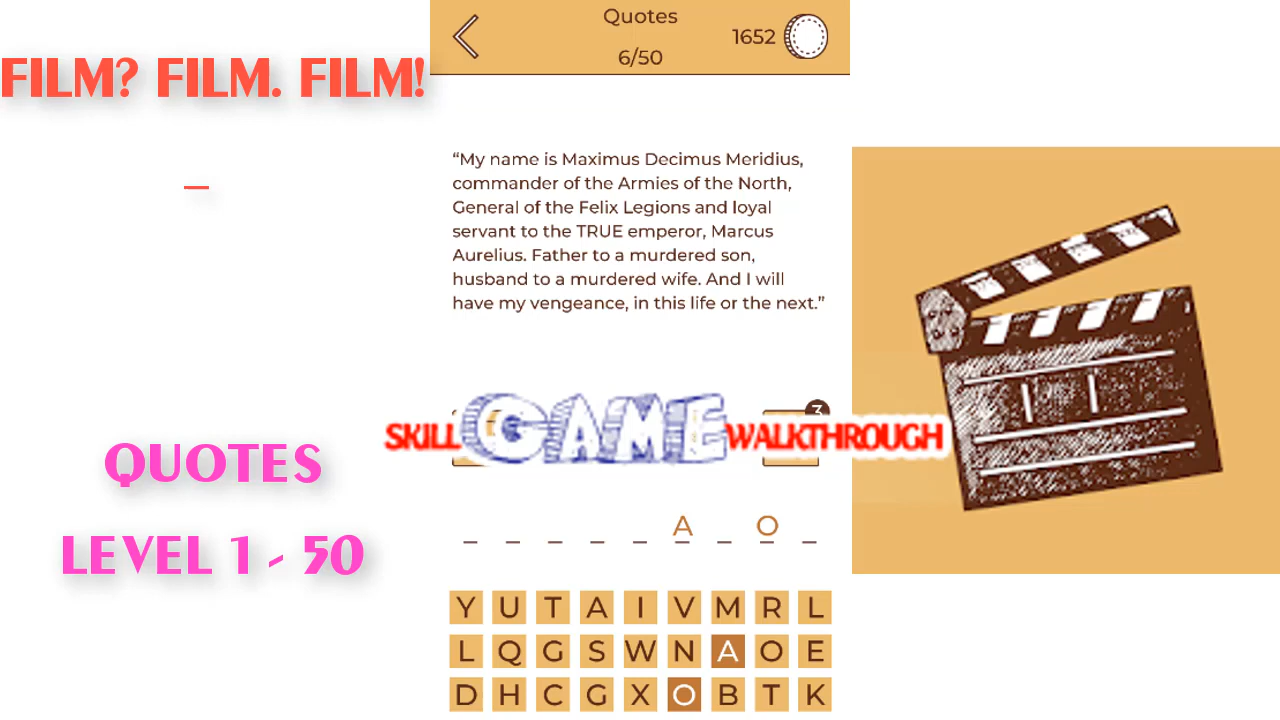 FILM? FILM. FILM!
–
QUOTES
LEVEL 1 - 50
Quotes
6/50
1652
“My name is Maximus Decimus Meridius,
commander of the Armies of the North,
General of the Felix Legions and loyal
servant to the TRUE emperor, Marcus
Aurelius. Father to a murdered son,
husband to a murdered wife. And I will
have my vengeance, in this life or the next.”
3
SKILL GAME WALKTHROUGH
_ _ _ _ _ A _ O _
Y U T A I V M R L
L Q G S W N A O E
D H C G X O B T K